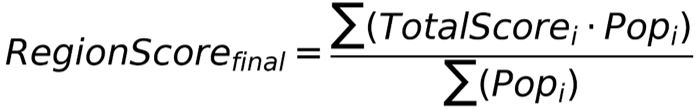 RegionScore_final = ∑(TotalScore_i · Pop_i) / ∑(Pop_i)